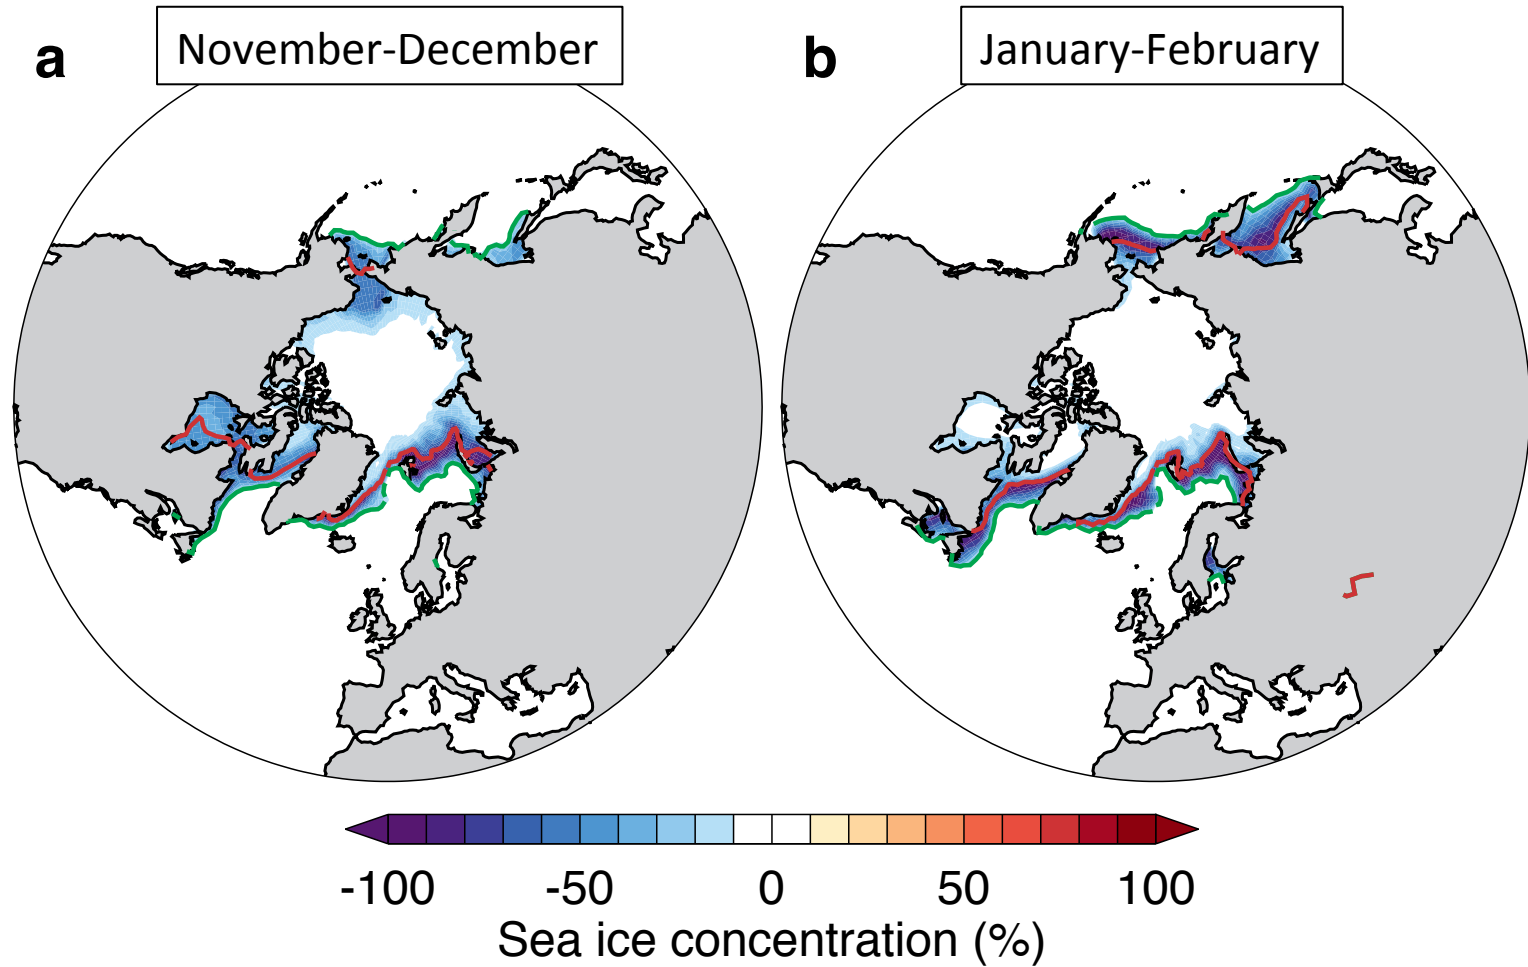 a
November-December
b
January-February
-100
-50
0
50
100
Sea ice concentration (%)